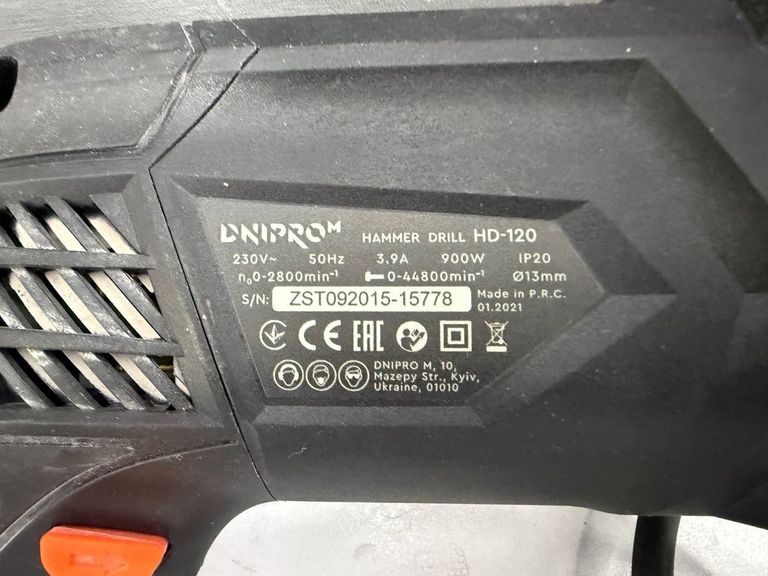 DNIPRO M HAMMER DRILL HD-120
230V~ 50Hz 3.9A 900W IP20
n₀0-2800min⁻¹ 0-44800min⁻¹ Ø13mm
S/N: ZST092015-15778 Made in P.R.C.
01.2021
CE EAC
DNIPRO M, 10,
Mazepy Str., Kyiv,
Ukraine, 01010